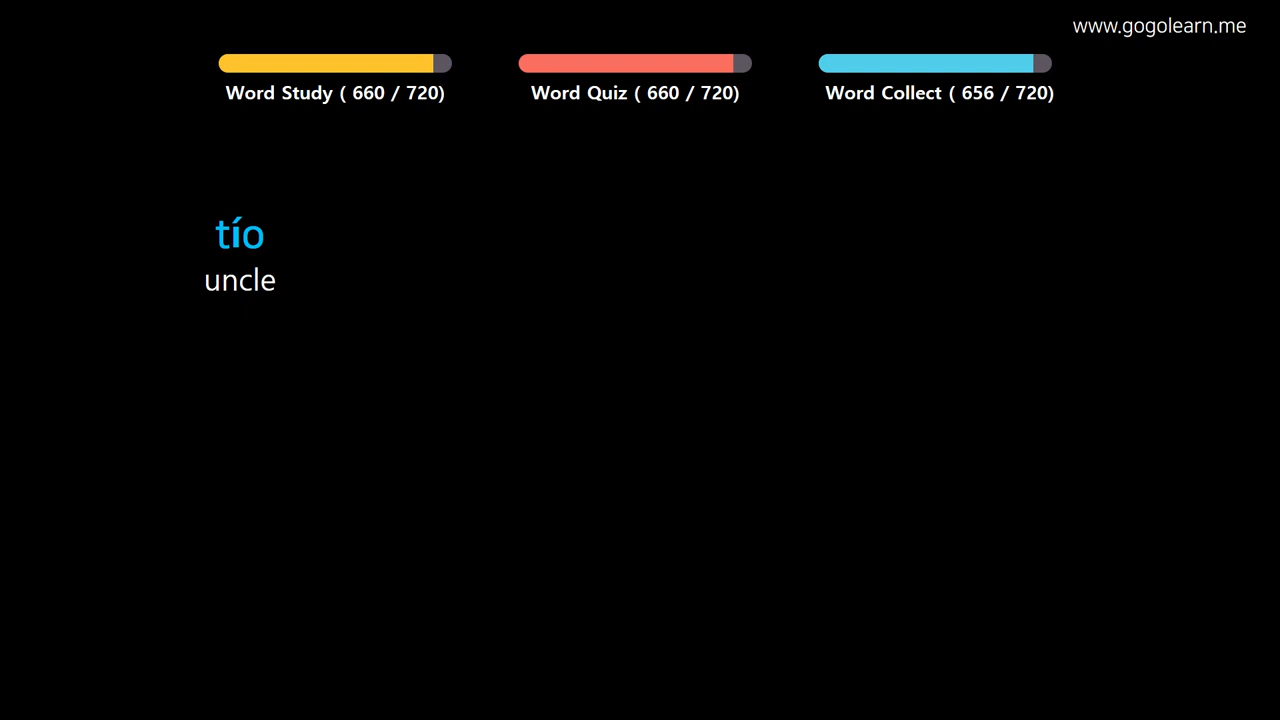 www.gogolearn.me
Word Study ( 660 / 720)
Word Quiz ( 660 / 720)
Word Collect ( 656 / 720)
tío
uncle